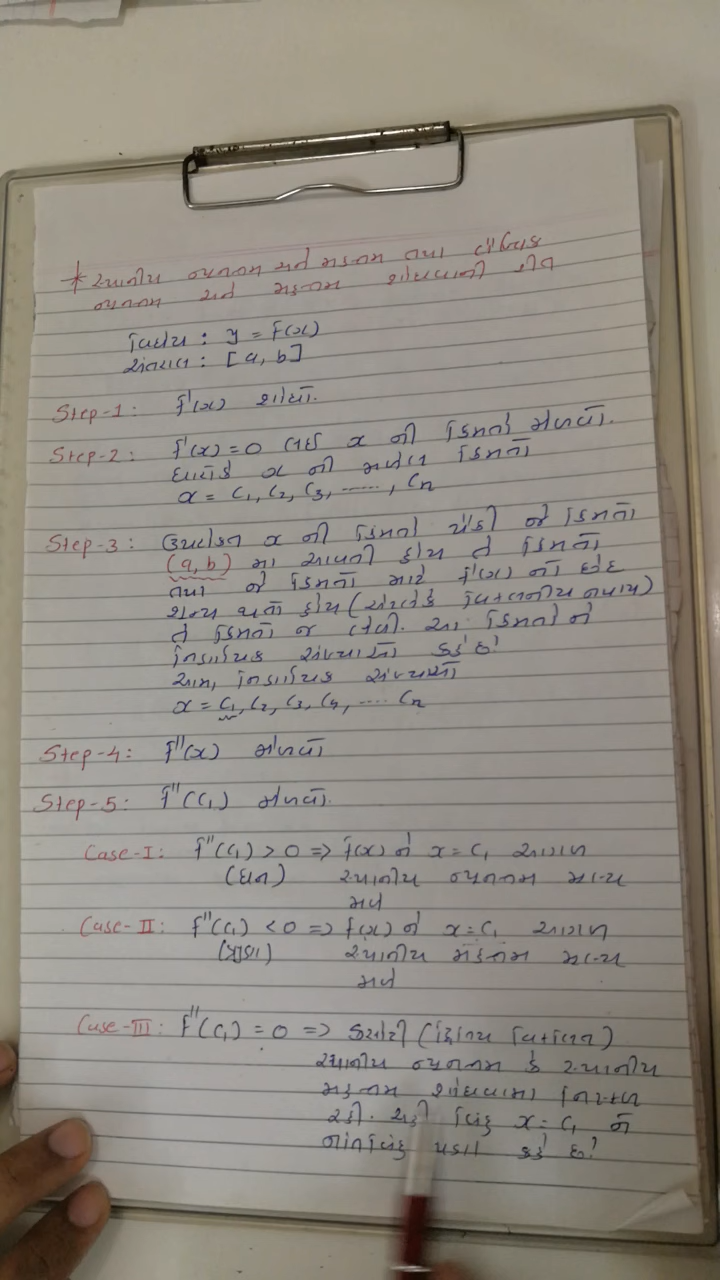 * સ્થાનીય ન્યૂનતમ અને મહત્તમ તથા વૈશ્વિક
ન્યૂનતમ અને મહત્તમ શોધવાની રીત
વિધેય : y = f(x)
અંતરાલ : [a, b]
Step-1: f'(x) શોધો.
Step-2: f'(x) = 0 લઈ x ની કિંમતો મેળવો.
ધારોકે x ની મળેલ કિંમતો
x = C₁, C₂, C₃, ......, Cn
Step-3: ઉપરોક્ત x ની કિંમતો પૈકી જે કિંમતો
(a, b) મા આવતી હોય તે કિંમતો
તથા જે કિંમતો માટે f'(x) નો છેદ
શૂન્ય થતો હોય (એટલેકે વિકલનીય નથાય)
તે કિંમતો જ લેવી. આ કિંમતો ને
નિર્ણાયક સંખ્યાઓ કહે છે.
આમ, નિર્ણાયક સંખ્યાઓ
x = C₁, C₂, C₃, C₄, .... Cn
Step-4: f''(x) મેળવો
Step-5: f''(C₁) મેળવો.
Case-I: f''(C₁) > 0 ⇒ f(x) ને x = C₁ આગળ
(ધન) સ્થાનીય ન્યૂનતમ મૂલ્ય
મળે
Case-II: f''(C₁) < 0 ⇒ f(x) ને x = C₁ આગળ
(ઋણ) સ્થાનીય મહત્તમ મૂલ્ય
મળે
Case-III: f''(C₁) = 0 ⇒ કસોટી (દ્વિતીય વિકલન)
સ્થાનીય ન્યૂનતમ કે સ્થાનીય
મહત્તમ શોધવામા નિષ્ફળ
રહી. અહી બિંદુ x = C₁ ને
નતિબિંદુ પણ કહે છે.